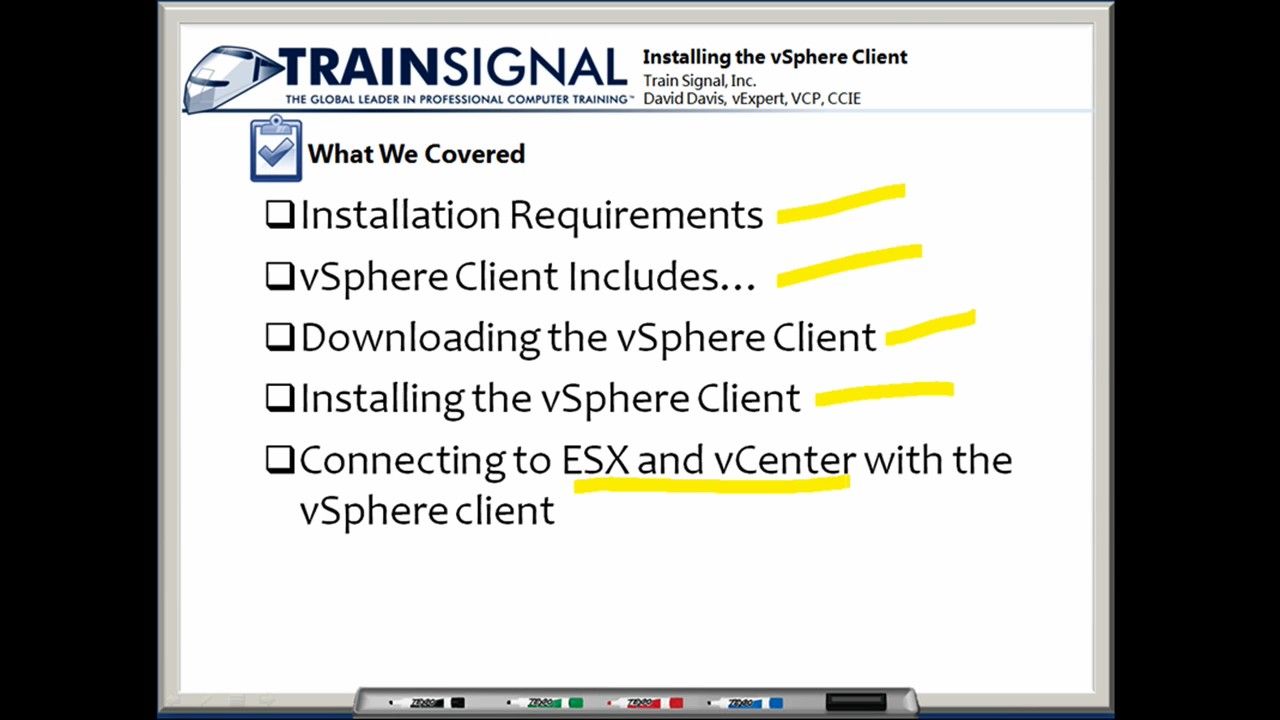 TRAINSIGNAL
THE GLOBAL LEADER IN PROFESSIONAL COMPUTER TRAINING™
Installing the vSphere Client
Train Signal, Inc.
David Davis, vExpert, VCP, CCIE
What We Covered
Installation Requirements
vSphere Client Includes...
Downloading the vSphere Client
Installing the vSphere Client
Connecting to ESX and vCenter with the
vSphere client